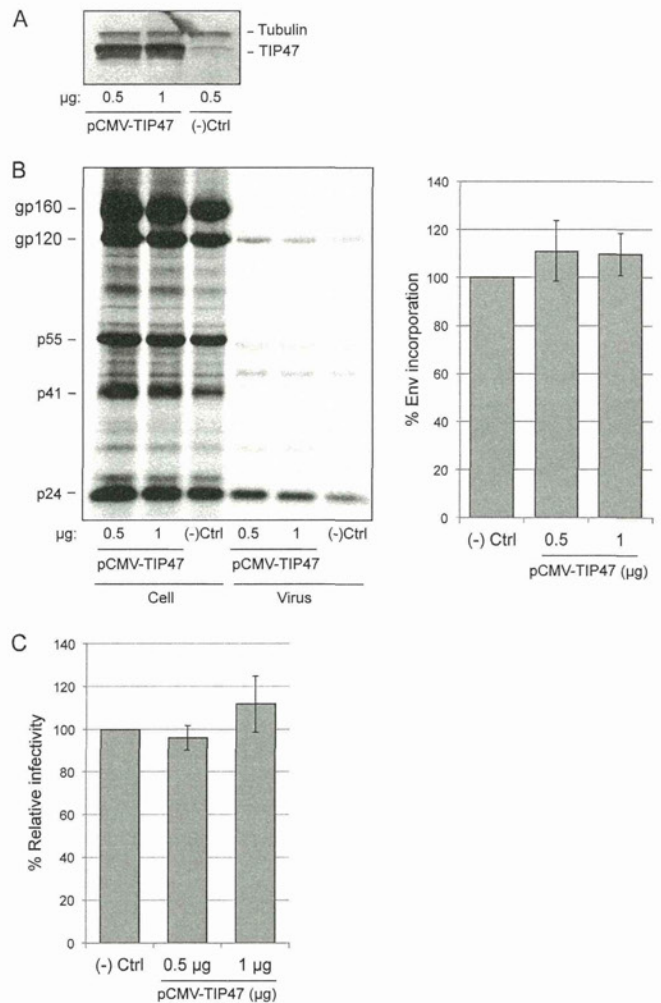 A
– Tubulin
– TIP47
µg: 0.5 1 0.5
pCMV-TIP47 (-)Ctrl
B
gp160 –
gp120 –
p55 –
p41 –
p24 –
µg: 0.5 1 (-)Ctrl 0.5 1 (-)Ctrl
pCMV-TIP47 pCMV-TIP47
Cell Virus
% Env incorporation
140
120
100
80
60
40
20
0
(-) Ctrl 0.5 1
pCMV-TIP47 (µg)
C
% Relative infectivity
140
120
100
80
60
40
20
0
(-) Ctrl 0.5 µg 1 µg
pCMV-TIP47 (µg)